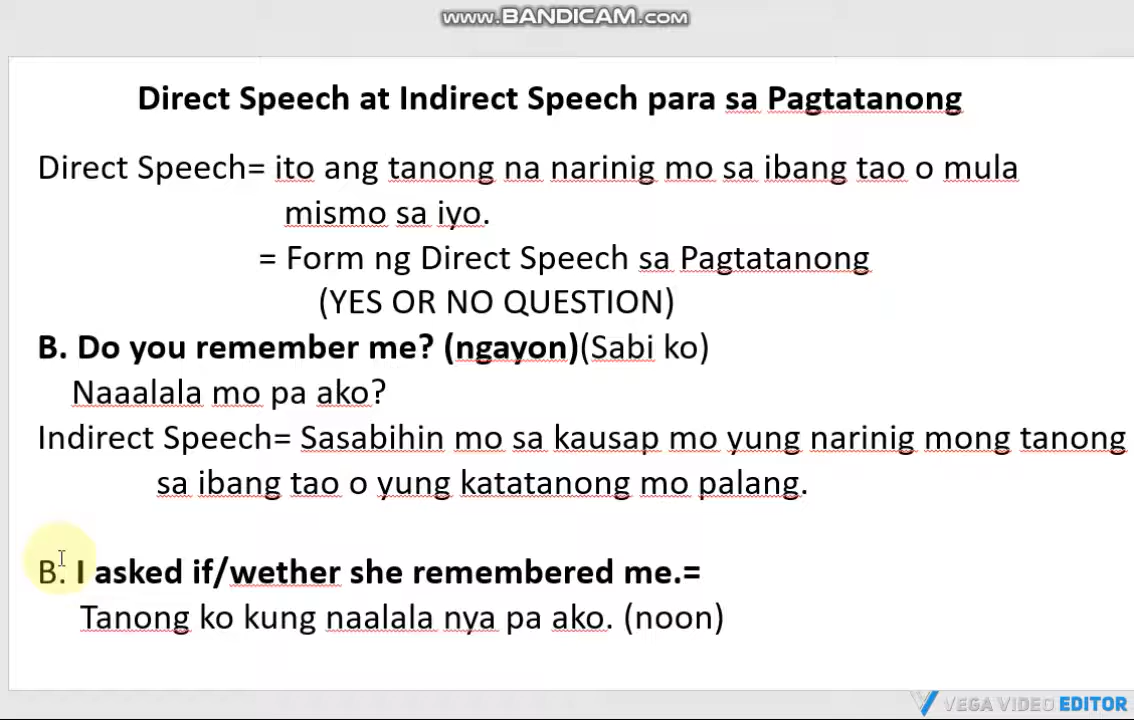 www.BANDICAM.com
Direct Speech at Indirect Speech para sa Pagtatanong
Direct Speech= ito ang tanong na narinig mo sa ibang tao o mula
mismo sa iyo.
= Form ng Direct Speech sa Pagtatanong
(YES OR NO QUESTION)
B. Do you remember me? (ngayon)(Sabi ko)
Naaalala mo pa ako?
Indirect Speech= Sasabihin mo sa kausap mo yung narinig mong tanong
sa ibang tao o yung katatanong mo palang.
B. I asked if/wether she remembered me.=
Tanong ko kung naalala nya pa ako. (noon)
VEGA VIDEO EDITOR